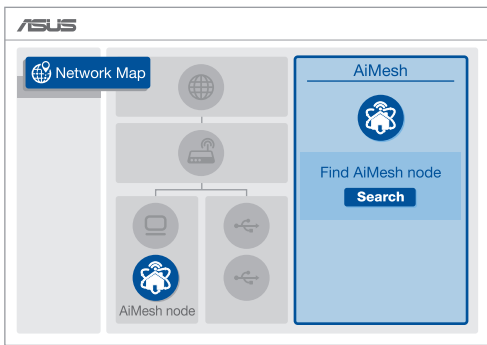 ASUS
Network Map
AiMesh
Find AiMesh node
Search
AiMesh node